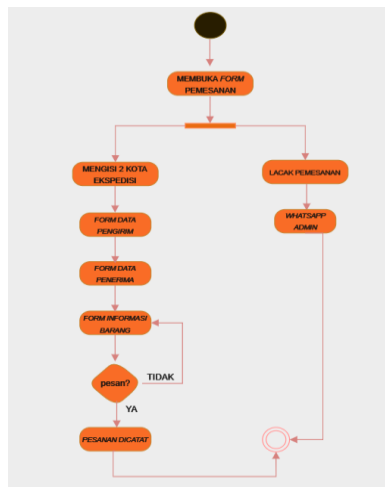 MEMBUKA FORM
PEMESANAN
MENGISI 2 KOTA
EKSPEDISI
LACAK PEMESANAN
FORM DATA
PENGIRIM
WHATSAPP
ADMIN
FORM DATA
PENERIMA
FORM INFORMASI
BARANG
pesan?
TIDAK
YA
PESANAN DICATAT